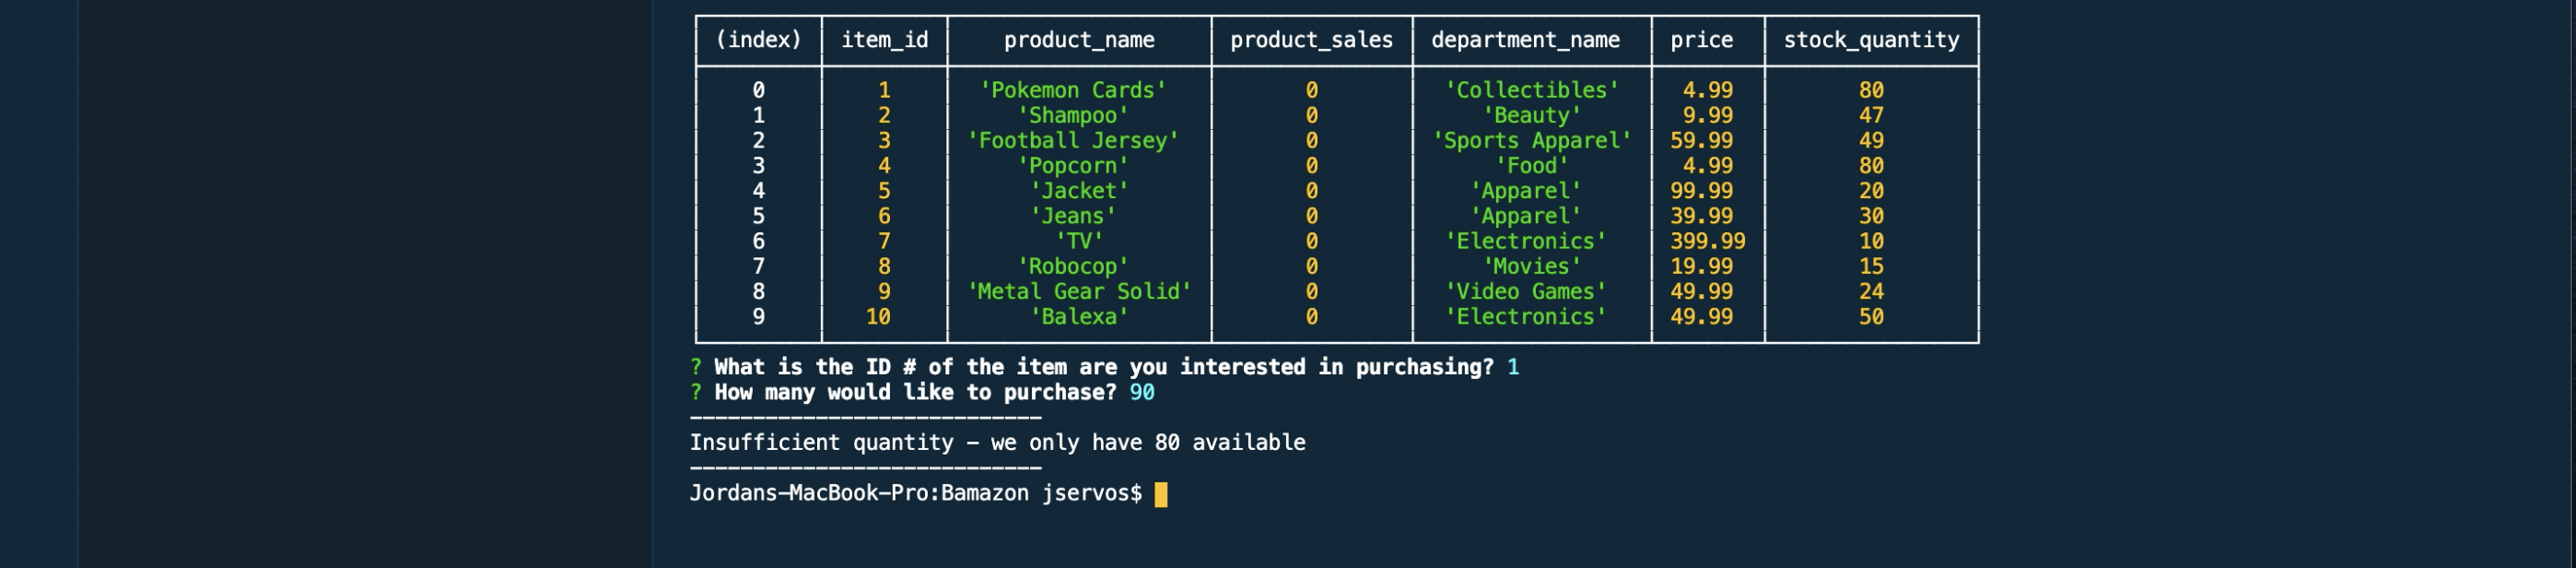 (index) item_id product_name product_sales department_name price stock_quantity
0 1 'Pokemon Cards' 0 'Collectibles' 4.99 80
1 2 'Shampoo' 0 'Beauty' 9.99 47
2 3 'Football Jersey' 0 'Sports Apparel' 59.99 49
3 4 'Popcorn' 0 'Food' 4.99 80
4 5 'Jacket' 0 'Apparel' 99.99 20
5 6 'Jeans' 0 'Apparel' 39.99 30
6 7 'TV' 0 'Electronics' 399.99 10
7 8 'Robocop' 0 'Movies' 19.99 15
8 9 'Metal Gear Solid' 0 'Video Games' 49.99 24
9 10 'Balexa' 0 'Electronics' 49.99 50
? What is the ID # of the item are you interested in purchasing? 1
? How many would like to purchase? 90
----------------------------
Insufficient quantity - we only have 80 available
----------------------------
Jordans-MacBook-Pro:Bamazon jservos$